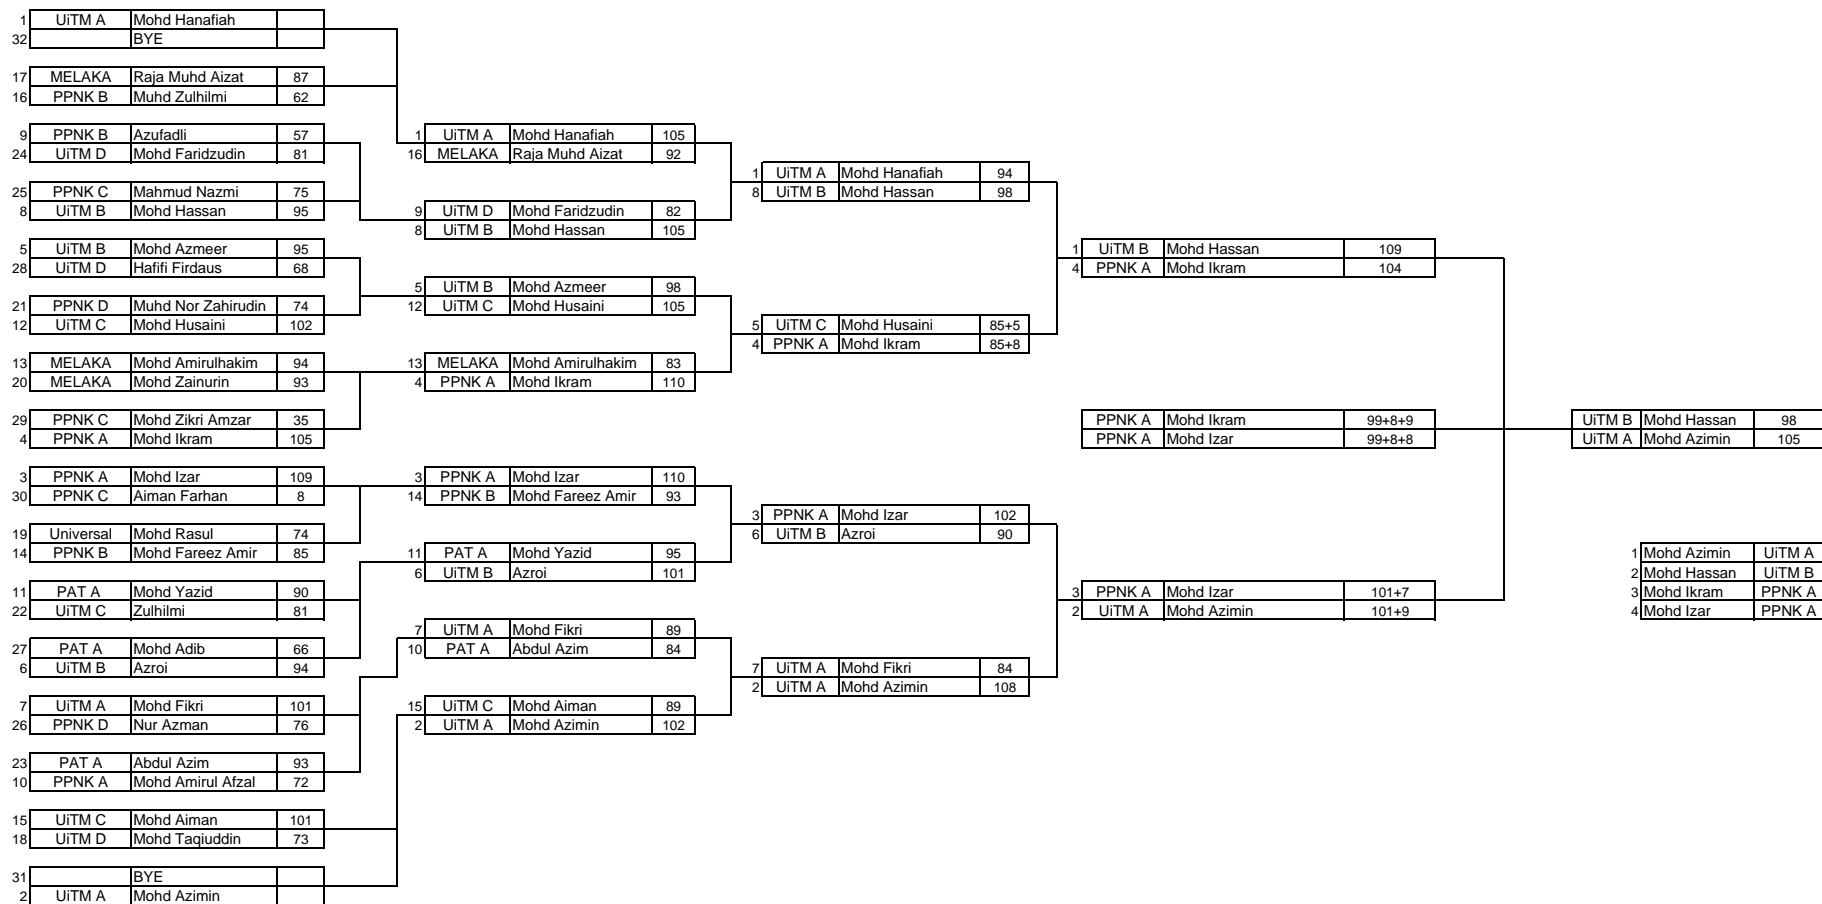 1 UiTM A Mohd Hanafiah
32 BYE
17 MELAKA Raja Muhd Aizat 87
16 PPNK B Muhd Zulhilmi 62
9 PPNK B Azufadli 57
24 UiTM D Mohd Faridzudin 81
25 PPNK C Mahmud Nazmi 75
8 UiTM B Mohd Hassan 95
5 UiTM B Mohd Azmeer 95
28 UiTM D Hafifi Firdaus 68
21 PPNK D Muhd Nor Zahirudin 74
12 UiTM C Mohd Husaini 102
13 MELAKA Mohd Amirulhakim 94
20 MELAKA Mohd Zainurin 93
29 PPNK C Mohd Zikri Amzar 35
4 PPNK A Mohd Ikram 105
3 PPNK A Mohd Izar 109
30 PPNK C Aiman Farhan 8
19 Universal Mohd Rasul 74
14 PPNK B Mohd Fareez Amir 85
11 PAT A Mohd Yazid 90
22 UiTM C Zulhilmi 81
27 PAT A Mohd Adib 66
6 UiTM B Azroi 94
7 UiTM A Mohd Fikri 101
26 PPNK D Nur Azman 76
23 PAT A Abdul Azim 93
10 PPNK A Mohd Amirul Afzal 72
15 UiTM C Mohd Aiman 101
18 UiTM D Mohd Taqiuddin 73
31 BYE
2 UiTM A Mohd Azimin
1 UiTM A Mohd Hanafiah 105
16 MELAKA Raja Muhd Aizat 92
9 UiTM D Mohd Faridzudin 82
8 UiTM B Mohd Hassan 105
5 UiTM B Mohd Azmeer 98
12 UiTM C Mohd Husaini 105
13 MELAKA Mohd Amirulhakim 83
4 PPNK A Mohd Ikram 110
3 PPNK A Mohd Izar 110
14 PPNK B Mohd Fareez Amir 93
11 PAT A Mohd Yazid 95
6 UiTM B Azroi 101
7 UiTM A Mohd Fikri 89
10 PAT A Abdul Azim 84
15 UiTM C Mohd Aiman 89
2 UiTM A Mohd Azimin 102
1 UiTM A Mohd Hanafiah 94
8 UiTM B Mohd Hassan 98
5 UiTM C Mohd Husaini 85+5
4 PPNK A Mohd Ikram 85+8
3 PPNK A Mohd Izar 102
6 UiTM B Azroi 90
7 UiTM A Mohd Fikri 84
2 UiTM A Mohd Azimin 108
1 UiTM B Mohd Hassan 109
4 PPNK A Mohd Ikram 104
PPNK A Mohd Ikram 99+8+9
PPNK A Mohd Izar 99+8+8
3 PPNK A Mohd Izar 101+7
2 UiTM A Mohd Azimin 101+9
UiTM B Mohd Hassan 98
UiTM A Mohd Azimin 105
1 Mohd Azimin UiTM A
2 Mohd Hassan UiTM B
3 Mohd Ikram PPNK A
4 Mohd Izar PPNK A